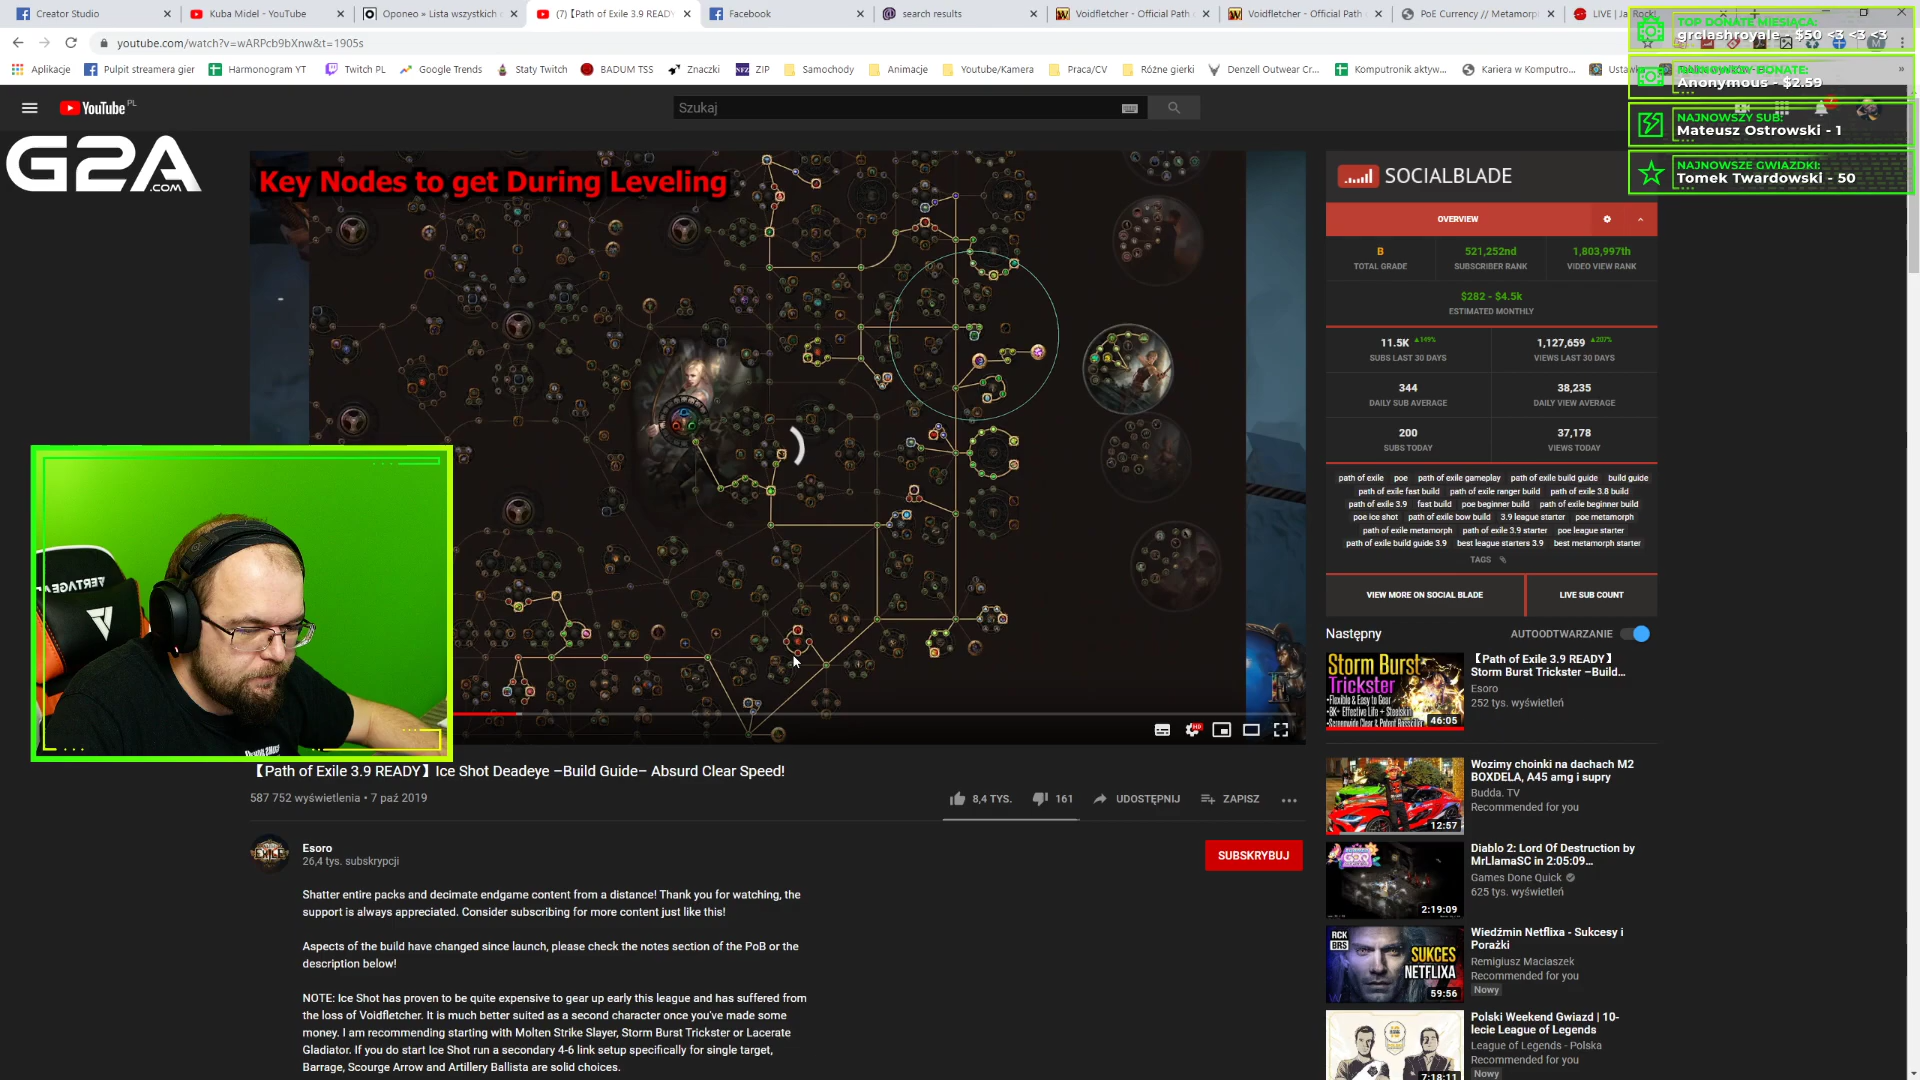 Creator Studio
Kuba Midel - YouTube
Oponeo » Lista wszystkich
(7)【Path of Exile 3.9 READY
Facebook
search results
Voidfletcher - Official Path
Voidfletcher - Official Path
PoE Currency // Metamorp
LIVE | Ja Rock!
youtube.com/watch?v=wARPcb9bXnw&t=1905s
Aplikacje
Pulpit streamera gier
Harmonogram YT
Twitch PL
Google Trends
Staty Twitch
BADUM TSS
Znaczki
ZIP
Samochody
Animacje
Youtube/Kamera
Praca/CV
Różne gierki
Denzell Outwear Cr...
Komputronik aktyw...
Kariera w Komputro...
TOP DONATE MIESIĄCA:
grclashroyale - $50 <3 <3 <3
DONATE:
Anonymous - $2.59
NAJNOWSZY SUB:
Mateusz Ostrowski - 1
NAJNOWSZE GWIAZDKI:
Tomek Twardowski - 50
YouTube PL
Szukaj
G2A
.COM
Key Nodes to get During Leveling
VERTAGEAR
SOCIALBLADE
OVERVIEW
B
521,252nd
1,803,997th
TOTAL GRADE
SUBSCRIBER RANK
VIDEO VIEW RANK
$282 - $4.5k
ESTIMATED MONTHLY
11.5K
1,127,659
SUBS LAST 30 DAYS
VIEWS LAST 30 DAYS
344
38,235
DAILY SUB AVERAGE
DAILY VIEW AVERAGE
200
37,178
SUBS TODAY
VIEWS TODAY
path of exile poe path of exile gameplay path of exile build guide build guide
path of exile fast build path of exile ranger build path of exile 3.8 build
path of exile 3.9 fast build poe beginner build path of exile beginner build
poe ice shot path of exile bow build 3.9 league starter poe metamorph
path of exile metamorph path of exile 3.9 starter poe league starter
path of exile build guide 3.9 best league starters 3.9 best metamorph starter
TAGS
VIEW MORE ON SOCIAL BLADE
LIVE SUB COUNT
Następny
AUTOODTWARZANIE
Storm Burst
Trickster
46:05
【Path of Exile 3.9 READY】
Storm Burst Trickster –Build...
Esoro
252 tys. wyświetleń
12:57
Wozimy choinki na dachach M2
BOXDELA, A45 amg i supry
Budda. TV
Recommended for you
2:19:09
Diablo 2: Lord Of Destruction by
MrLlamaSC in 2:05:09...
Games Done Quick
625 tys. wyświetleń
RCK
BRS
SUKCES
NETFLIXA
59:56
Wiedźmin Netflixa - Sukcesy i
Porażki
Remigiusz Maciaszek
Recommended for you
Nowy
7:18:11
Polski Weekend Gwiazd | 10-
lecie League of Legends
League of Legends - Polska
Recommended for you
Nowy
【Path of Exile 3.9 READY】Ice Shot Deadeye –Build Guide– Absurd Clear Speed!
587 752 wyświetlenia • 7 paź 2019
8,4 TYS.
161
UDOSTĘPNIJ
ZAPISZ
Esoro
26,4 tys. subskrypcji
SUBSKRYBUJ
Shatter entire packs and decimate endgame content from a distance! Thank you for watching, the
support is always appreciated. Consider subscribing for more content just like this!
Aspects of the build have changed since launch, please check the notes section of the PoB or the
description below!
NOTE: Ice Shot has proven to be quite expensive to gear up early this league and has suffered from
the loss of Voidfletcher. It is much better suited as a second character once you've made some
money. I am recommending starting with Molten Strike Slayer, Storm Burst Trickster or Lacerate
Gladiator. If you do start Ice Shot run a secondary 4-6 link setup specifically for single target,
Barrage, Scourge Arrow and Artillery Ballista are solid choices.